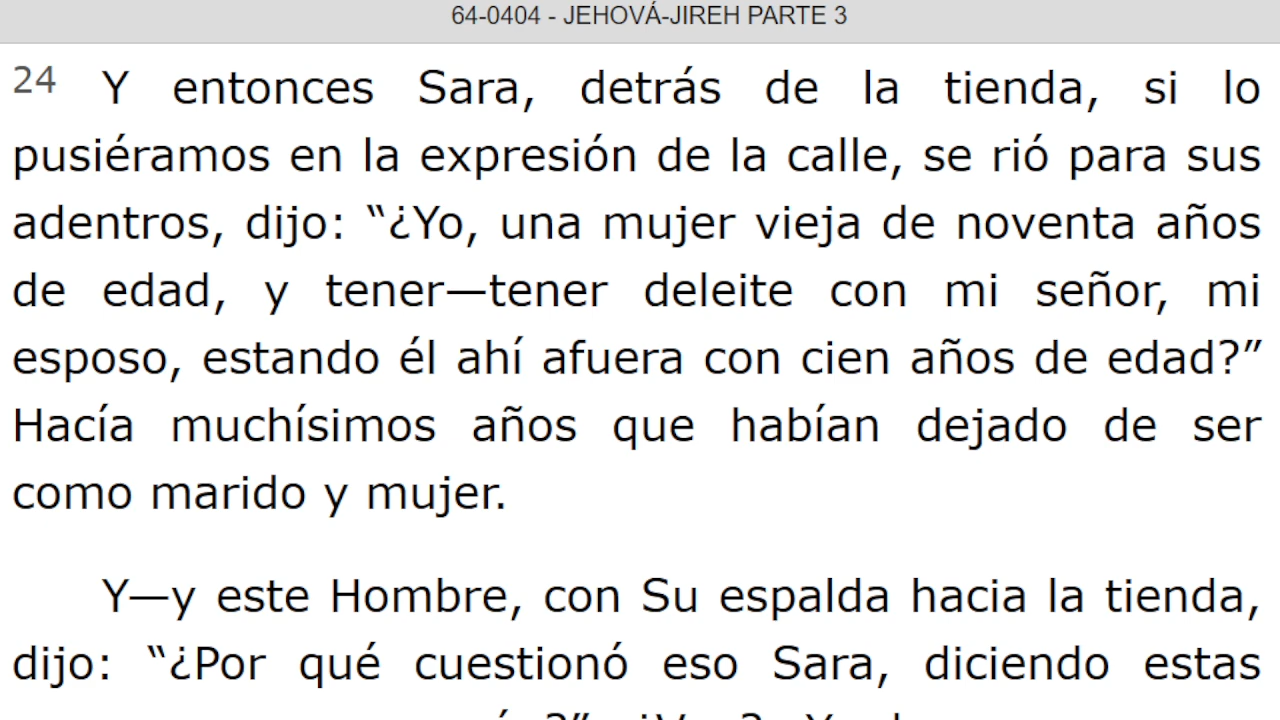 64-0404 - JEHOVÁ-JIREH PARTE 3
24 Y entonces Sara, detrás de la tienda, si lo
pusiéramos en la expresión de la calle, se rió para sus
adentros, dijo: “¿Yo, una mujer vieja de noventa años
de edad, y tener—tener deleite con mi señor, mi
esposo, estando él ahí afuera con cien años de edad?”
Hacía muchísimos años que habían dejado de ser
como marido y mujer.
Y—y este Hombre, con Su espalda hacia la tienda,
dijo: “¿Por qué cuestionó eso Sara, diciendo estas